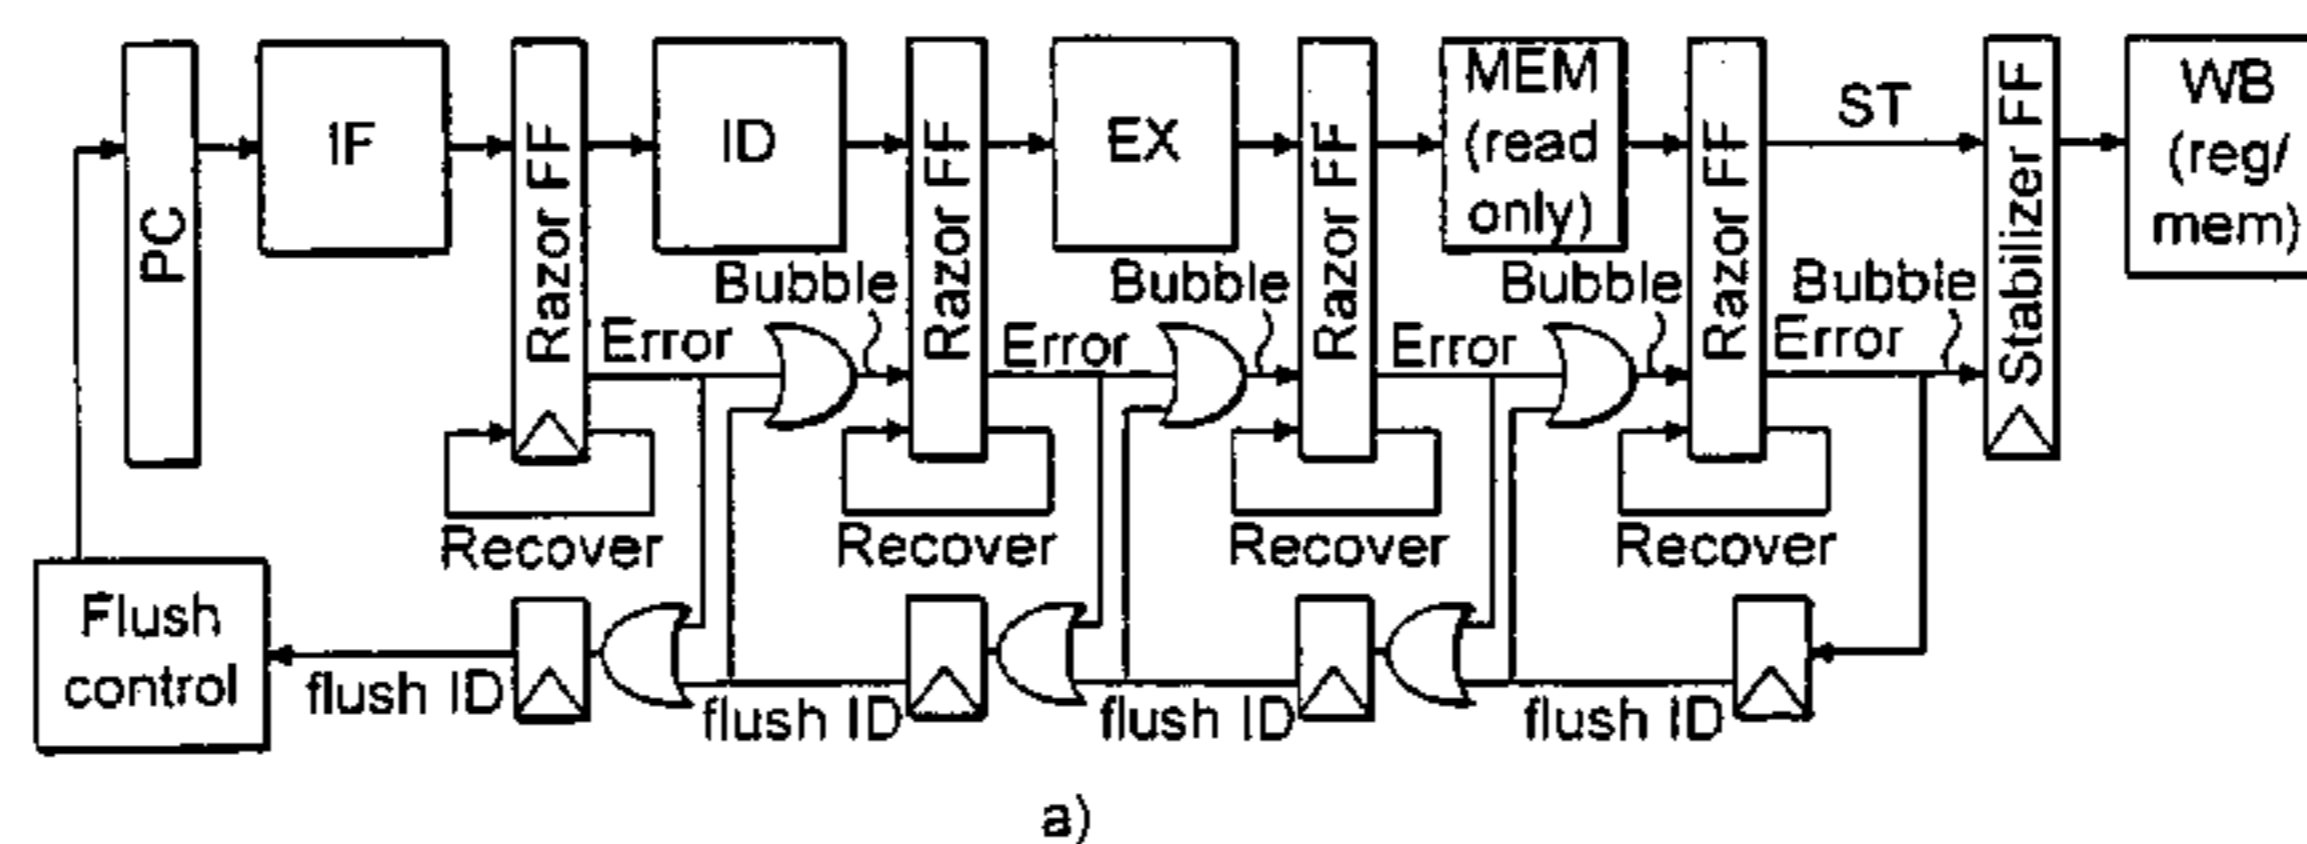 PC
IF
Razor FF
ID
Razor FF
EX
Razor FF
MEM
(read
only)
Razor FF
ST
Stabilizer FF
WB
(reg/
mem)
Bubble
Bubble
Bubble
Bubble
Error
Error
Error
Error
Recover
Recover
Recover
Recover
Flush
control
flush ID
flush ID
flush ID
flush ID
a)